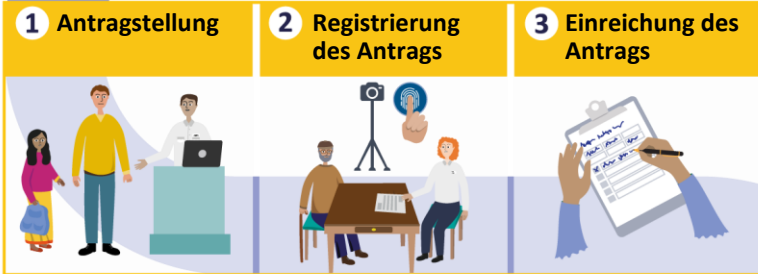 1 Antragstellung
2 Registrierung
des Antrags
3 Einreichung des
Antrags